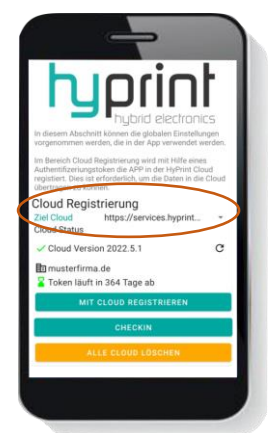 hyprint
hybrid electronics
In diesem Abschnitt können die globalen Einstellungen
vorgenommen werden, die in der App verwendet werden.
Im Bereich Cloud Registrierung wird mit Hilfe eines
Authentifizerungstoken die APP in der HyPrint Cloud
registiert. Dies ist erforderlich, um die Daten in die Cloud
übertragen zu können.
Cloud Registrierung
Ziel Cloud https://services.hyprint...
Cloud Status
Cloud Version 2022.5.1
musterfirma.de
Token läuft in 364 Tage ab
MIT CLOUD REGISTRIEREN
CHECKIN
ALLE CLOUD LÖSCHEN